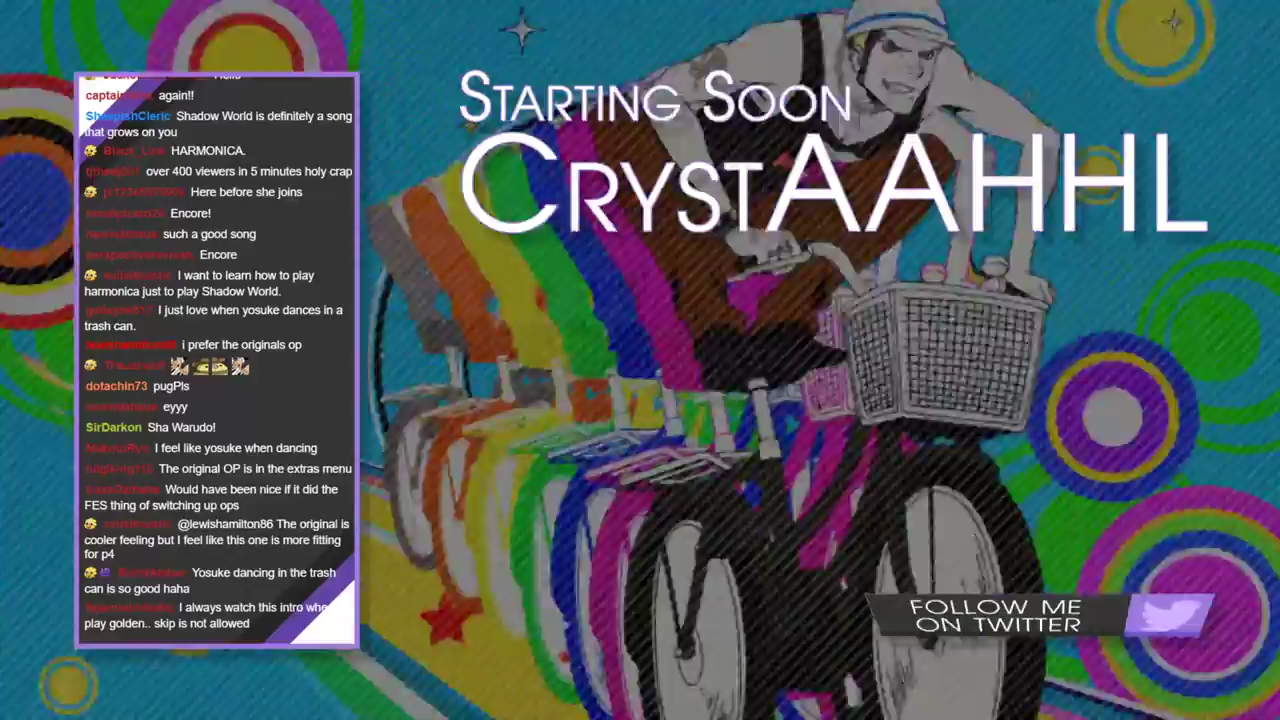 STARTING SOON
CRYSTAAHHL
again!!
SheepishCleric Shadow World is definitely a song
that grows on you
HARMONICA.
over 400 viewers in 5 minutes holy crap
Here before she joins
Encore!
such a good song
Encore
I want to learn how to play
harmonica just to play Shadow World.
I just love when yosuke dances in a
trash can.
i prefer the originals op
dotachin73 pugPls
eyyy
SirDarkon Sha Warudo!
I feel like yosuke when dancing
The original OP is in the extras menu
Would have been nice if it did the
FES thing of switching up ops
@lewishamilton86 The original is
cooler feeling but I feel like this one is more fitting
for p4
Yosuke dancing in the trash
can is so good haha
I always watch this intro whe
play golden.. skip is not allowed
FOLLOW ME
ON TWITTER